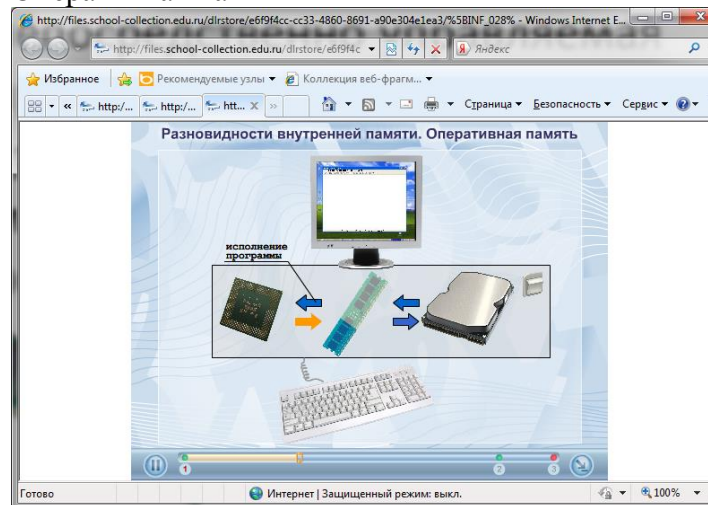 http://files.school-collection.edu.ru/dlrstore/e6f9f4cc-cc33-4860-8691-a90e304e1ea3/%5BINF_028% - Windows Internet E...
http://files.school-collection.edu.ru/dlrstore/e6f9f4c
Яндекс
Избранное
Рекомендуемые узлы
Коллекция веб-фрагм...
http:/...
http:/...
htt...
Страница
Безопасность
Сервис
Разновидности внутренней памяти. Оперативная память
исполнение
программы
1
2
3
Готово
Интернет | Защищенный режим: выкл.
100%